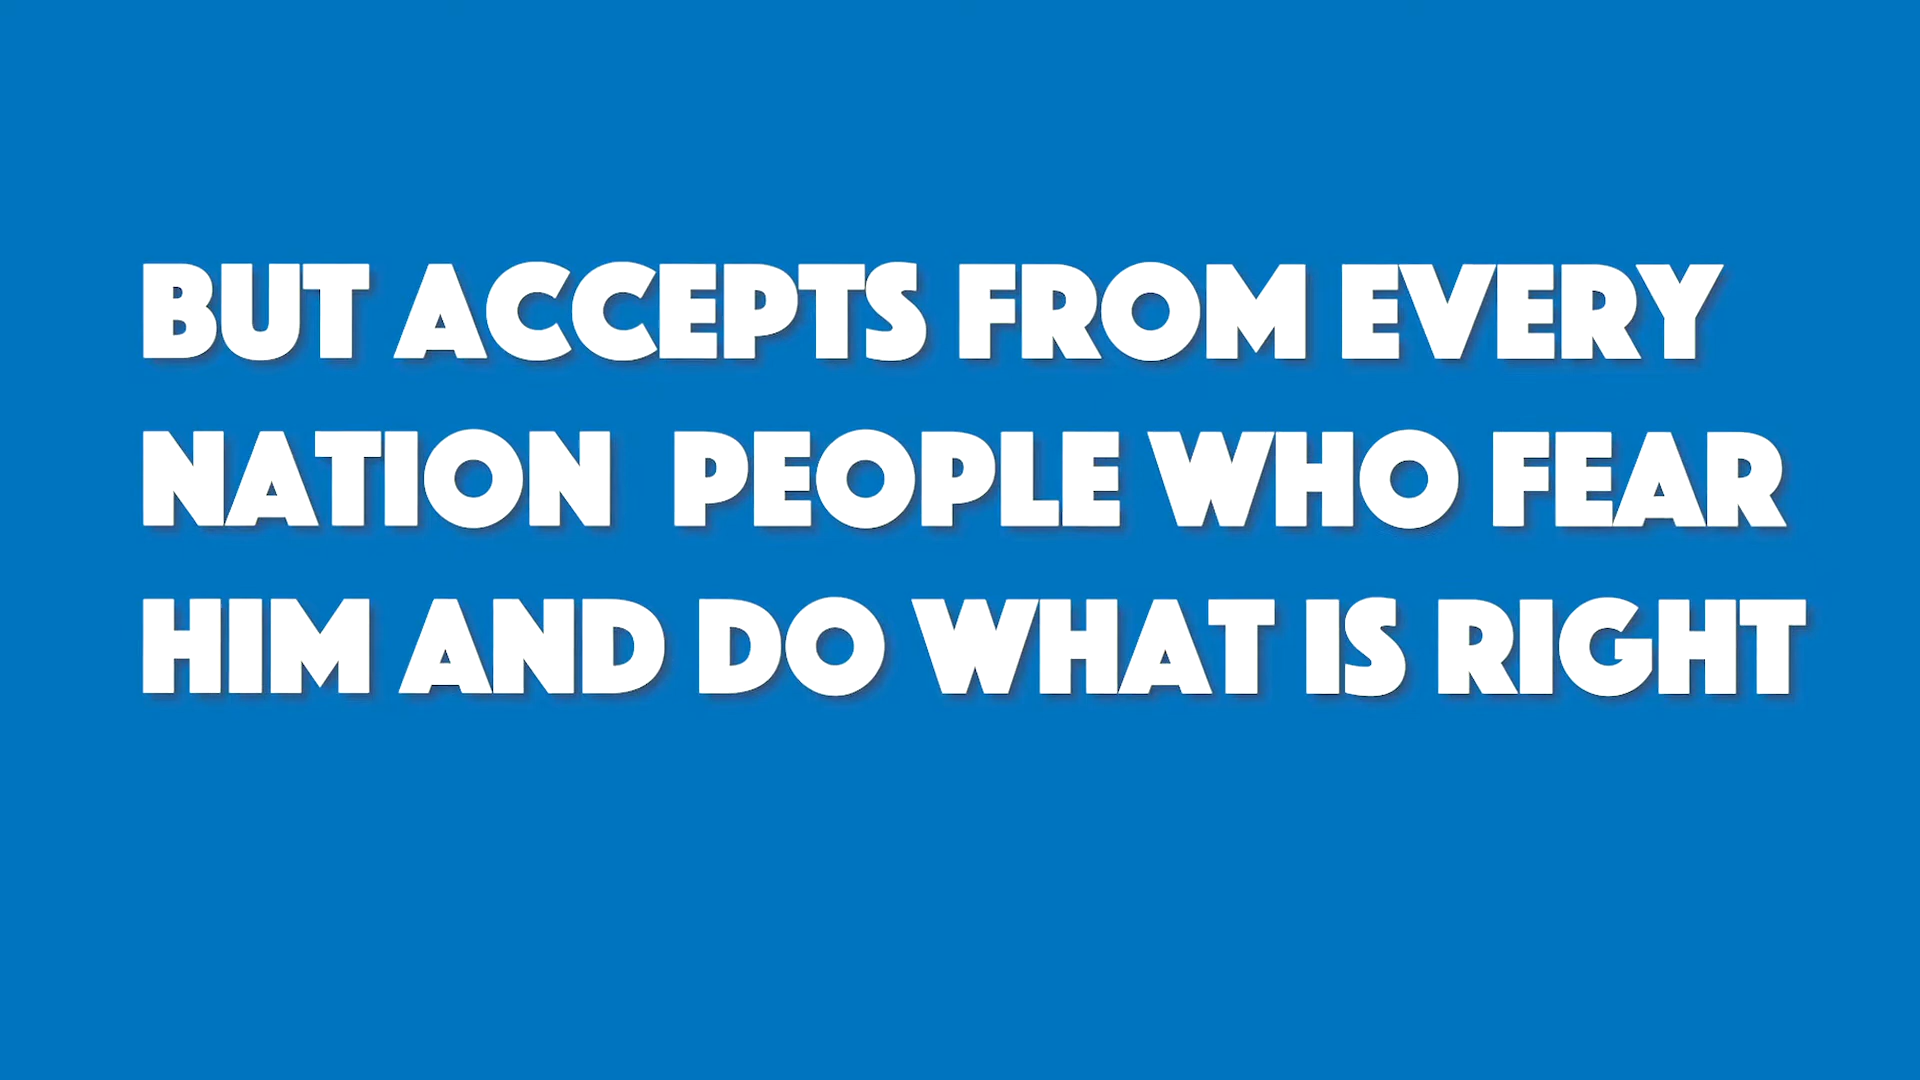 BUT ACCEPTS FROM EVERY
NATION  PEOPLE WHO FEAR
HIM AND DO WHAT IS RIGHT